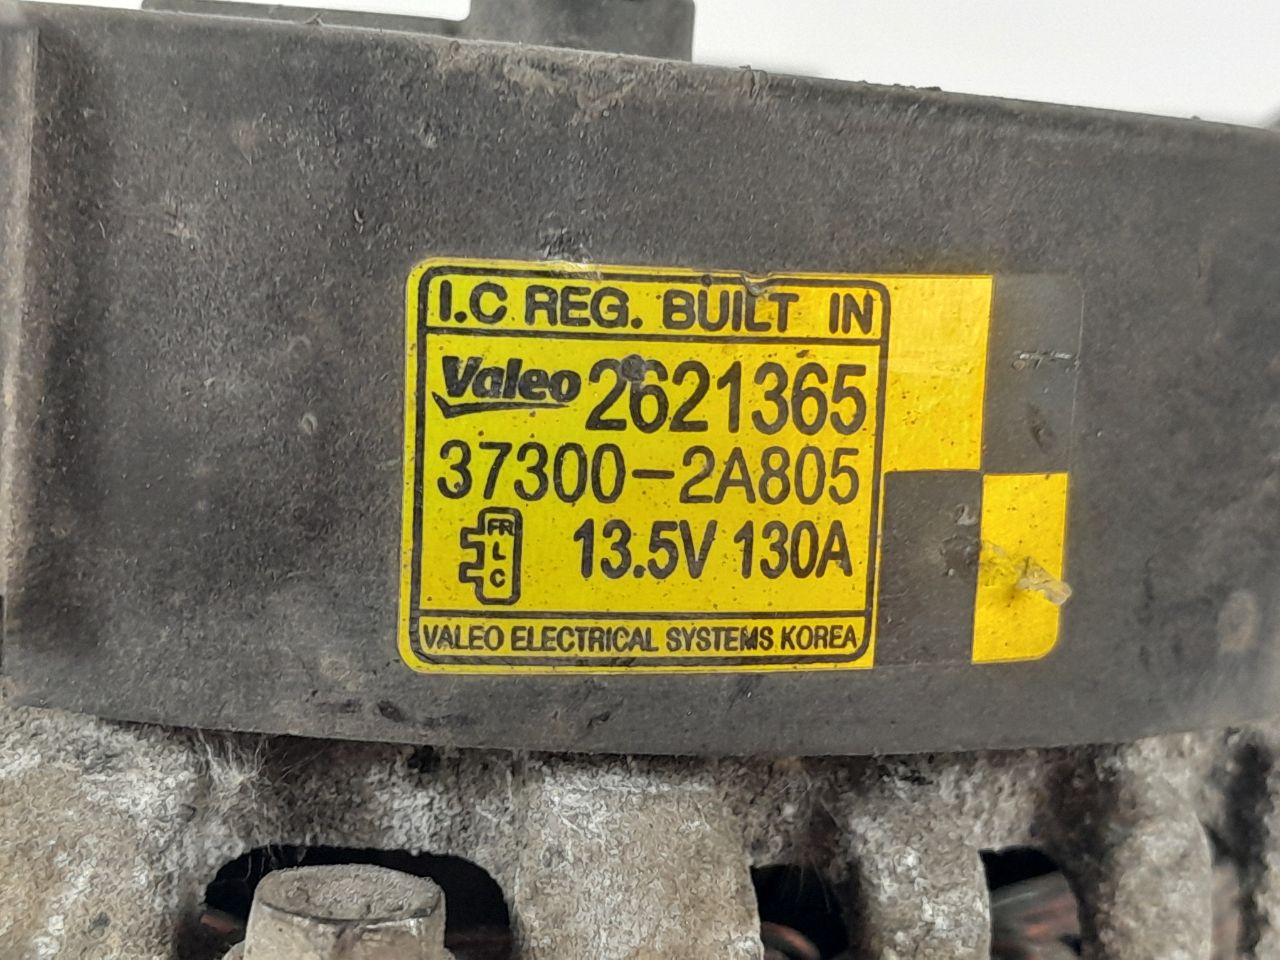 I.C REG. BUILT IN
Valeo 2621365
37300-2A805
FR
L
C
13.5V 130A
VALEO ELECTRICAL SYSTEMS KOREA